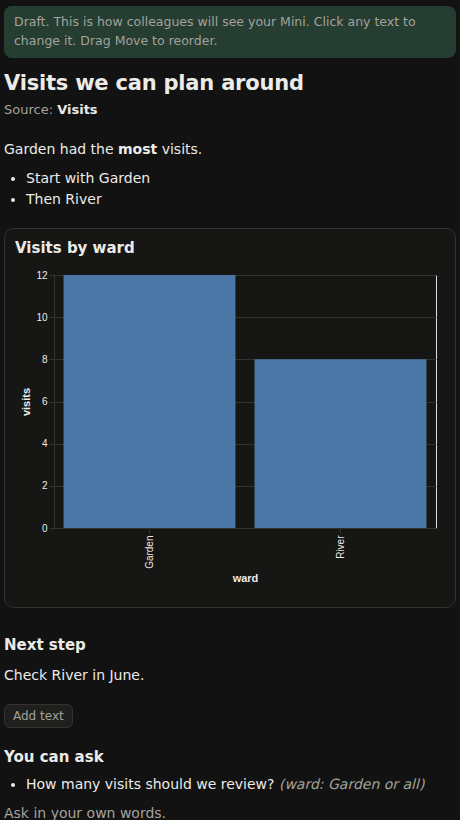 Draft. This is how colleagues will see your Mini. Click any text to
change it. Drag Move to reorder.
Visits we can plan around
Source: Visits
Garden had the most visits.
• Start with Garden
• Then River
Visits by ward
12
10
8
6
4
2
0
visits
Garden
River
ward
Next step
Check River in June.
Add text
You can ask
• How many visits should we review? (ward: Garden or all)
Ask in your own words.